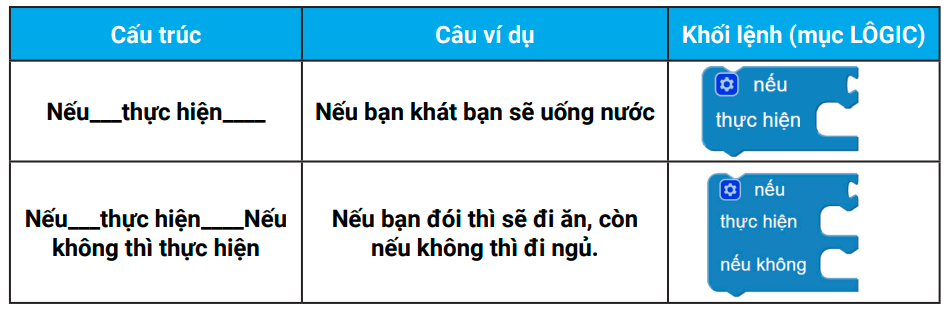 Cấu trúc
Câu ví dụ
Khối lệnh (mục LÔGIC)
Nếu___thực hiện____
Nếu bạn khát bạn sẽ uống nước
nếu
thực hiện
Nếu___thực hiện____Nếu
không thì thực hiện
Nếu bạn đói thì sẽ đi ăn, còn
nếu không thì đi ngủ.
nếu
thực hiện
nếu không